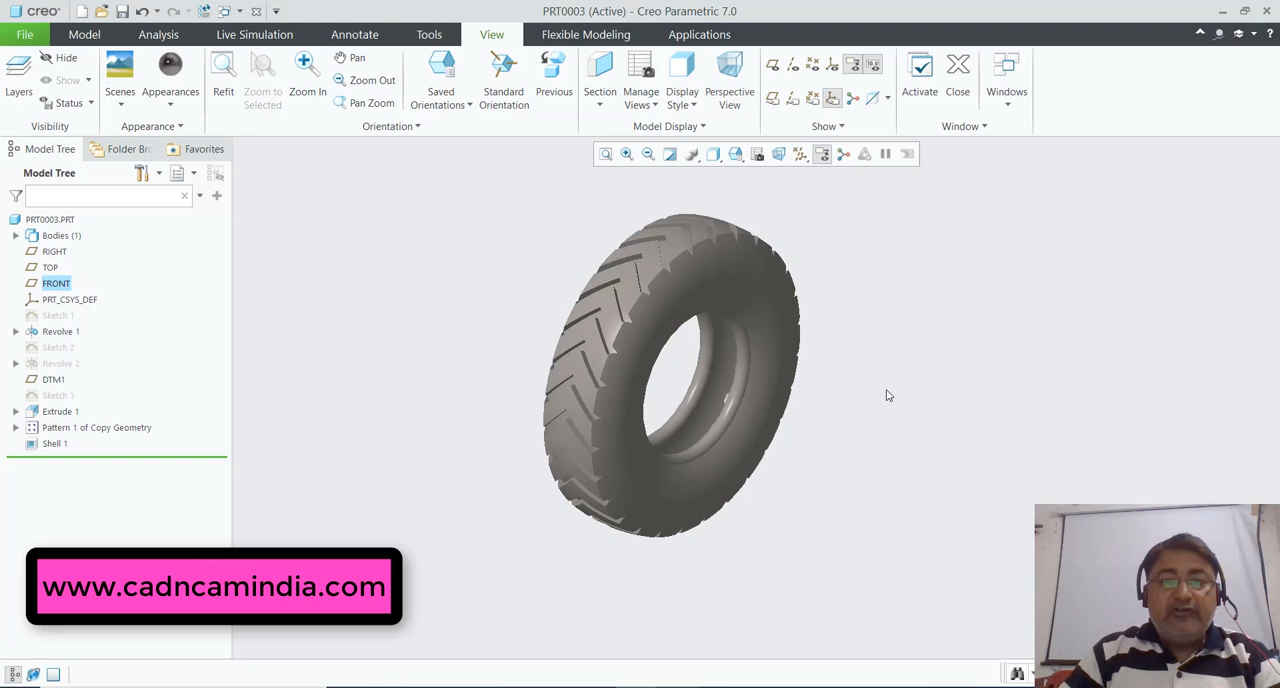 creo
PRT0003 (Active) - Creo Parametric 7.0
File Model Analysis Live Simulation Annotate Tools View Flexible Modeling Applications
Layers
Hide
Show
Status
Visibility
Scenes
Appearances
Appearance
Refit
Zoom to Selected
Zoom In
Pan
Zoom Out
Pan Zoom
Saved Orientations
Standard Orientation
Previous
Orientation
Section
Manage Views
Display Style
Perspective View
Model Display
Show
Activate
Close
Windows
Window
Model Tree Folder Br Favorites
Model Tree
PRT0003.PRT
Bodies (1)
RIGHT
TOP
FRONT
PRT_CSYS_DEF
Sketch 1
Revolve 1
Sketch 2
Revolve 2
DTM1
Sketch 3
Extrude 1
Pattern 1 of Copy Geometry
Shell 1
www.cadncamindia.com